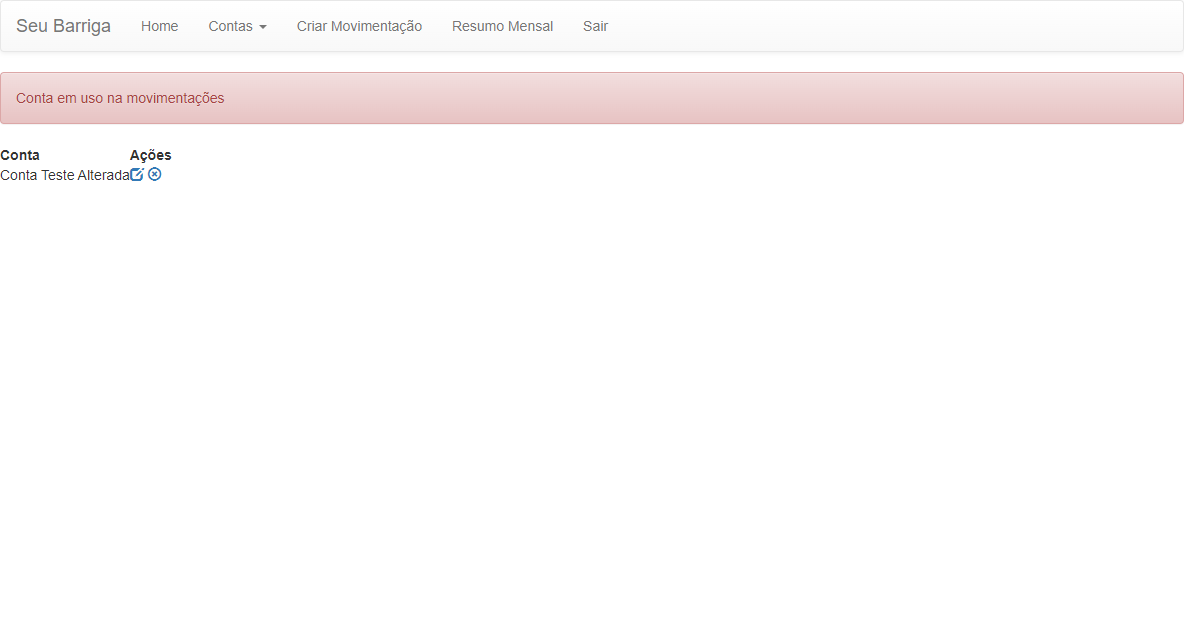 Seu Barriga Home Contas Criar Movimentação Resumo Mensal Sair
Conta em uso na movimentações
Conta Ações
Conta Teste Alterada